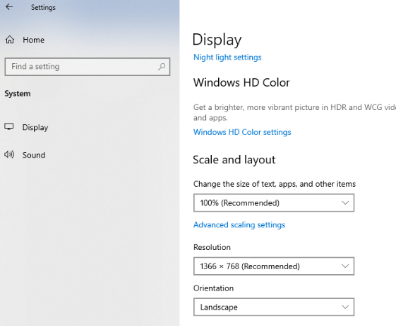 Settings
Home
Find a setting
System
Display
Sound
Display
Night light settings
Windows HD Color
Get a brighter, more vibrant picture in HDR and WCG vid
and apps.
Windows HD Color settings
Scale and layout
Change the size of text, apps, and other items
100% (Recommended)
Advanced scaling settings
Resolution
1366 × 768 (Recommended)
Orientation
Landscape